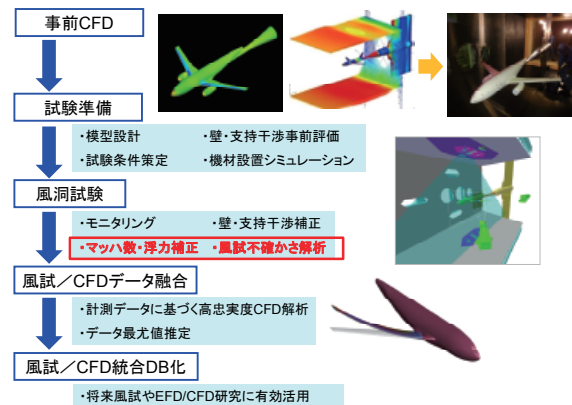 事前CFD
試験準備
・模型設計 ・壁・支持干渉事前評価
・試験条件策定 ・機材設置シミュレーション
風洞試験
・モニタリング ・壁・支持干渉補正
・マッハ数・浮力補正 ・風試不確かさ解析
風試／CFDデータ融合
・計測データに基づく高忠実度CFD解析
・データ最尤値推定
風試／CFD統合DB化
・将来風試やEFD/CFD研究に有効活用